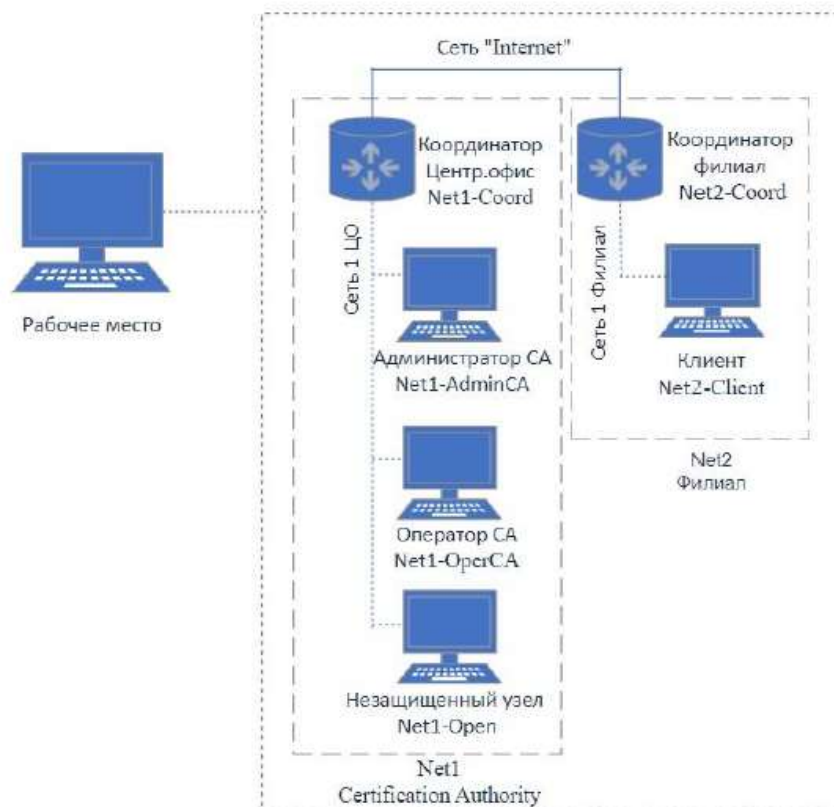 Сеть "Internet"
Координатор
Центр.офис
Net1-Coord
Координатор
филиал
Net2-Coord
Рабочее место
Сеть 1 ЦО
Администратор CA
Net1-AdminCA
Сеть 1 Филиал
Клиент
Net2-Client
Net2
Филиал
Оператор CA
Net1-OperCA
Незащищенный узел
Net1-Open
Net1
Certification Authority